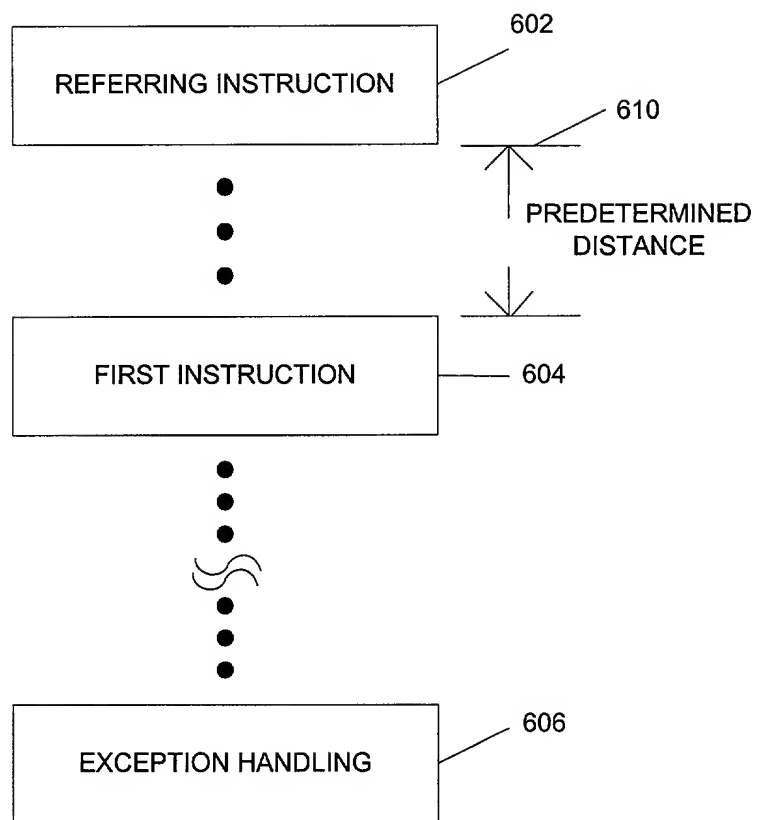 602
REFERRING INSTRUCTION
610
PREDETERMINED
DISTANCE
FIRST INSTRUCTION
604
606
EXCEPTION HANDLING